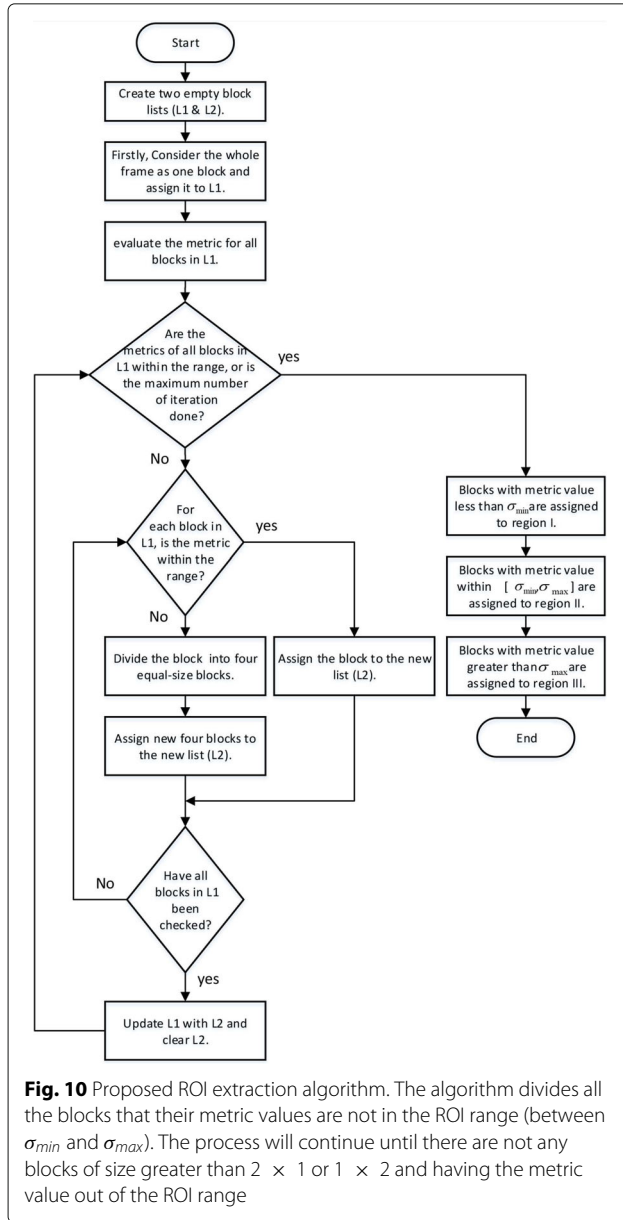 Start
Create two empty block
lists (L1 & L2).
Firstly, Consider the whole
frame as one block and
assign it to L1.
evaluate the metric for all
blocks in L1.
Are the
metrics of all blocks in
L1 within the range, or is
the maximum number
of iteration
done?
yes
No
For
each block in
L1, is the metric
within the
range?
yes
No
Divide the block into four
equal-size blocks.
Assign the block to the new
list (L2).
Assign new four blocks to
the new list (L2).
Have all
blocks in L1
been
checked?
No
yes
Update L1 with L2 and
clear L2.
Blocks with metric value
less than σmin are assigned
to region I.
Blocks with metric value
within [ σmin, σmax ] are
assigned to region II.
Blocks with metric value
greater than σmax are
assigned to region III.
End
Fig. 10 Proposed ROI extraction algorithm. The algorithm divides all
the blocks that their metric values are not in the ROI range (between
σmin and σmax). The process will continue until there are not any
blocks of size greater than 2 × 1 or 1 × 2 and having the metric
value out of the ROI range